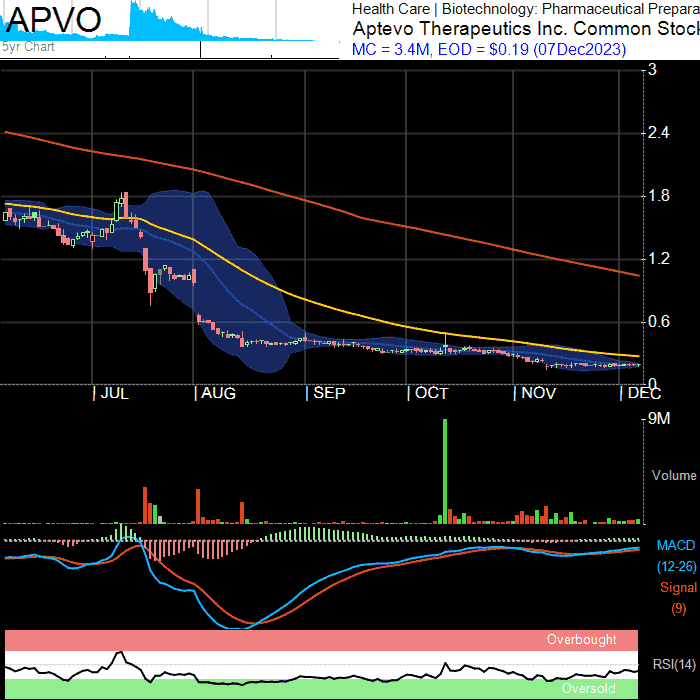 APVO
5yr Chart
Health Care | Biotechnology: Pharmaceutical Prepara
Aptevo Therapeutics Inc. Common Stock
MC = 3.4M, EOD = $0.19 (07Dec2023)
3
2.4
1.8
1.2
0.6
0
| JUL | AUG | SEP | OCT | NOV | DEC
9M
Volume
MACD
(12-26)
Signal
(9)
Overbought
RSI(14)
Oversold